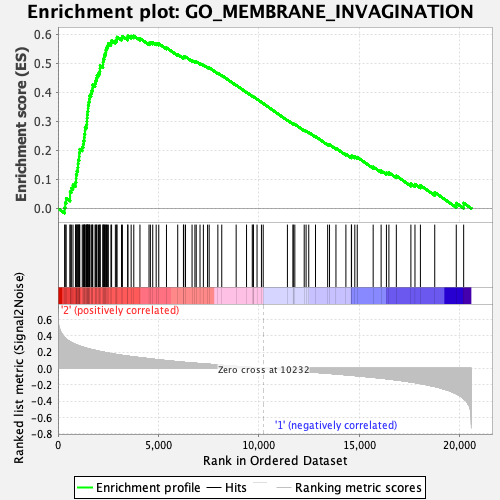 Enrichment plot: GO_MEMBRANE_INVAGINATION
Enrichment score (ES)
0.6
0.5
0.4
0.3
0.2
0.1
0.0
'2' (positively correlated)
Ranked list metric (Signal2Noise)
0.6
0.4
0.2
0.0
-0.2
-0.4
-0.6
-0.8
Zero cross at 10232
'1' (negatively correlated)
0 5,000 10,000 15,000 20,000
Rank in Ordered Dataset
Enrichment profile Hits Ranking metric scores